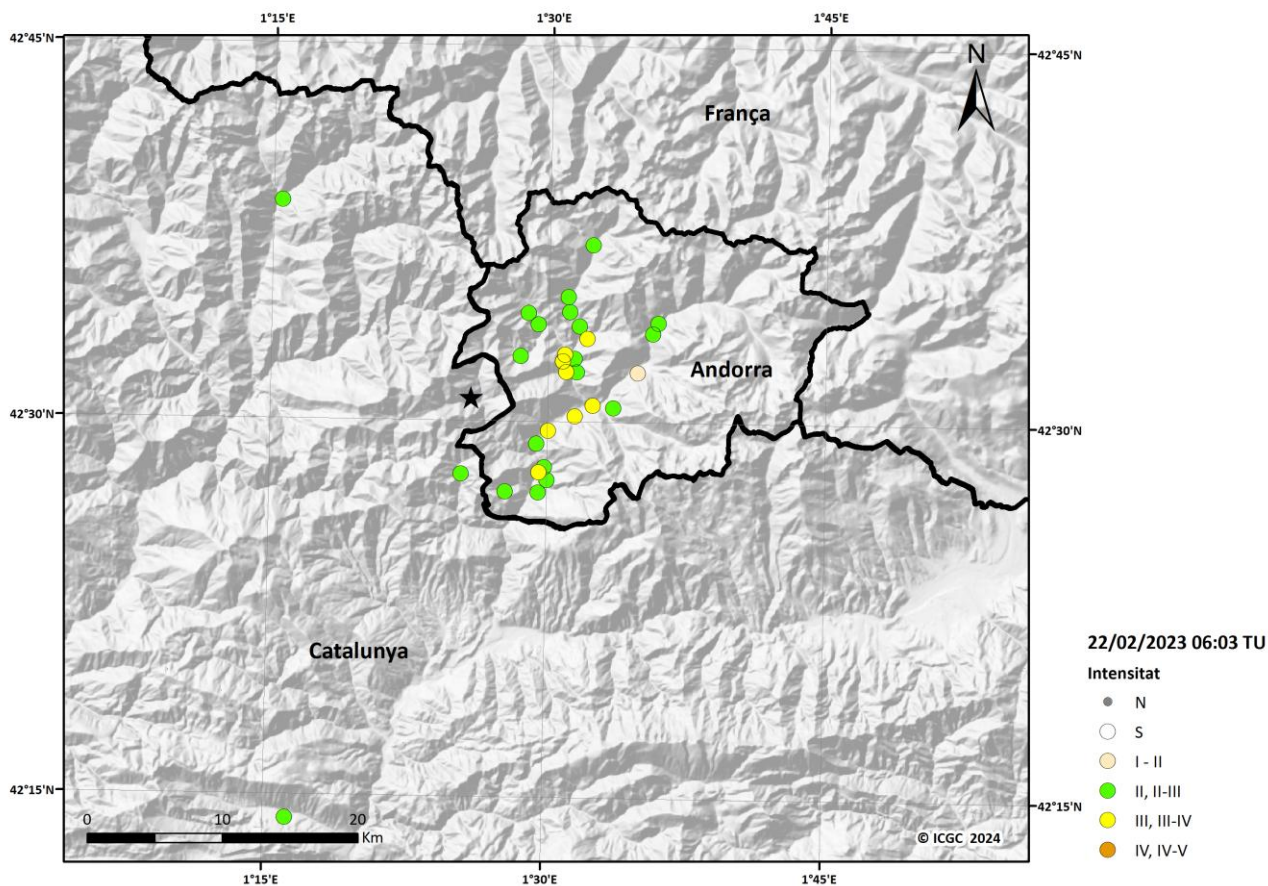 1°15'E 1°30'E 1°45'E
42°45'N 42°45'N
N
França
Andorra
42°30'N 42°30'N
Catalunya
22/02/2023 06:03 TU
Intensitat
N
S
I - II
II, II-III
III, III-IV
IV, IV-V
42°15'N 42°15'N
0 10 20
Km
© ICGC_2024
1°15'E 1°30'E 1°45'E